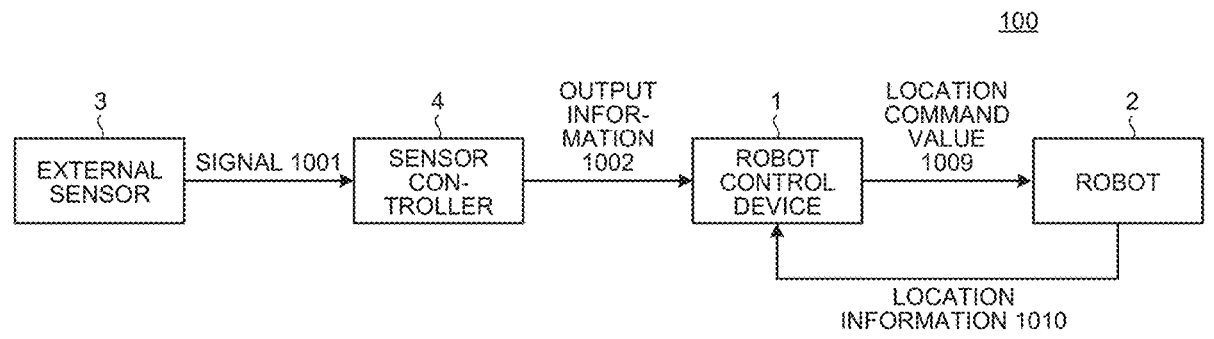 100
3
EXTERNAL
SENSOR
SIGNAL 1001
4
SENSOR
CON-
TROLLER
OUTPUT
INFOR-
MATION
1002
1
ROBOT
CONTROL
DEVICE
LOCATION
COMMAND
VALUE
1009
2
ROBOT
LOCATION
INFORMATION 1010